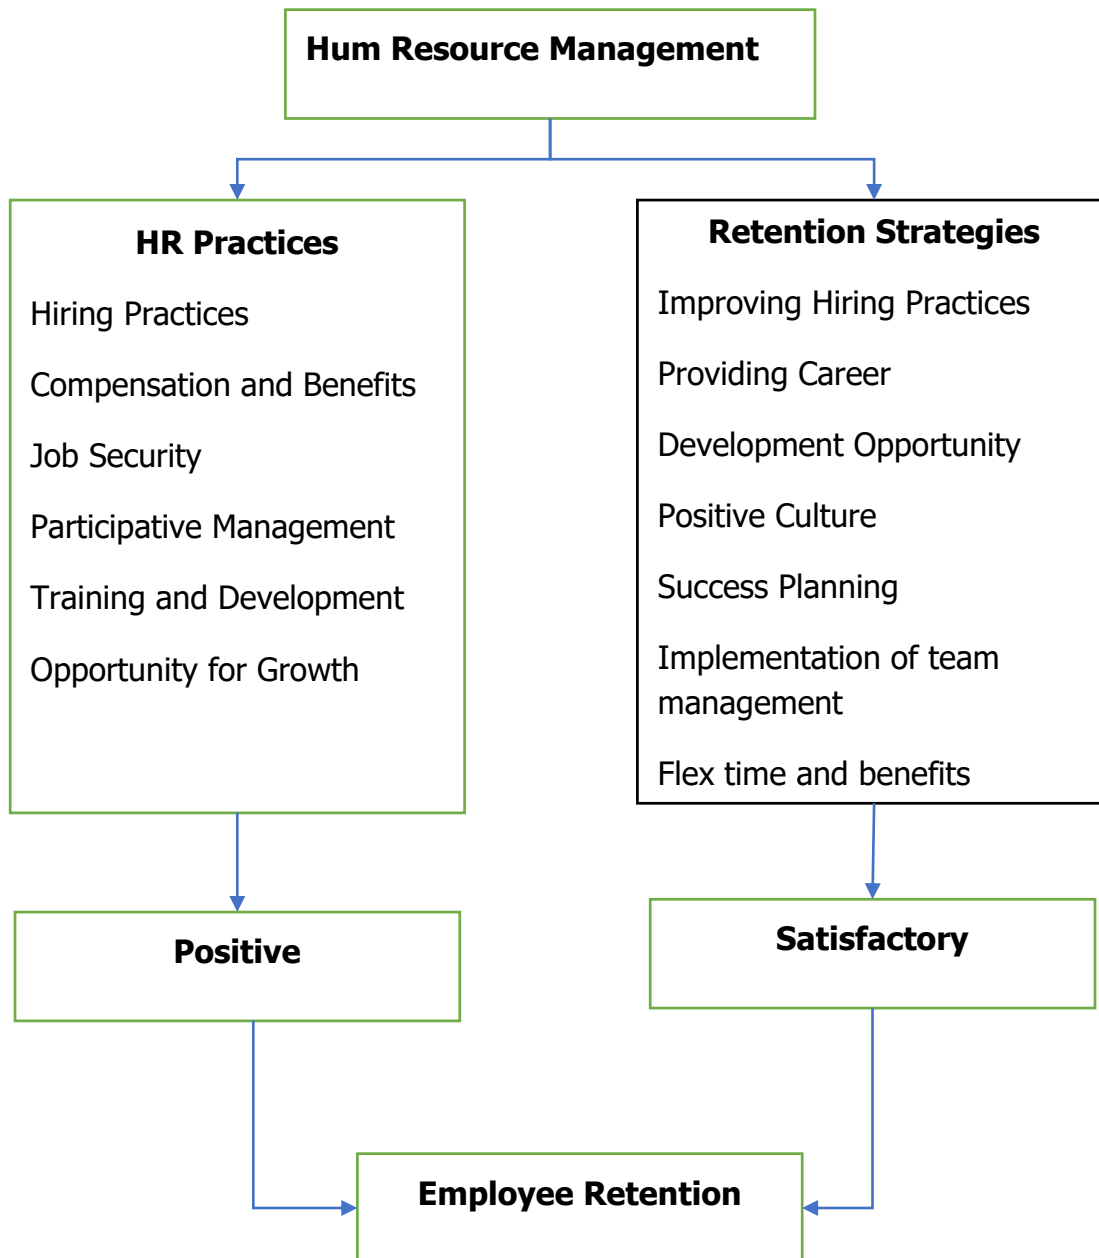 Hum Resource Management
HR Practices
Hiring Practices
Compensation and Benefits
Job Security
Participative Management
Training and Development
Opportunity for Growth
Retention Strategies
Improving Hiring Practices
Providing Career
Development Opportunity
Positive Culture
Success Planning
Implementation of team
management
Flex time and benefits
Positive
Satisfactory
Employee Retention